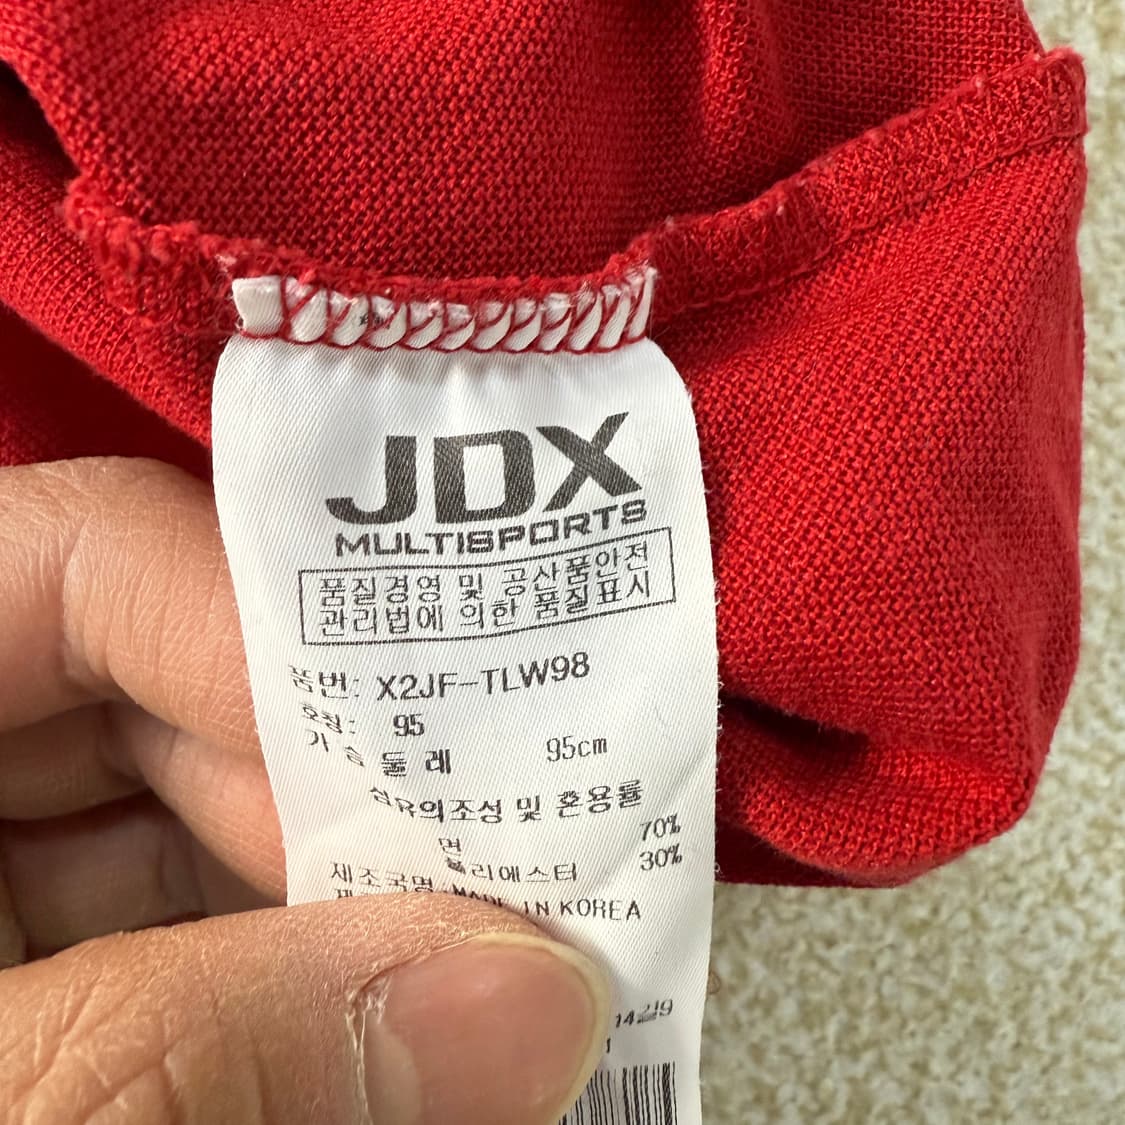 JDX
MULTISPORTS
품질경영 및 공산품안전
관리법에 의한 품질표시
품번: X2JF-TLW98
호칭: 95
가슴둘레 95cm
섬유의조성 및 혼용률
면 70%
폴리에스터 30%
제조국명 MADE IN KOREA